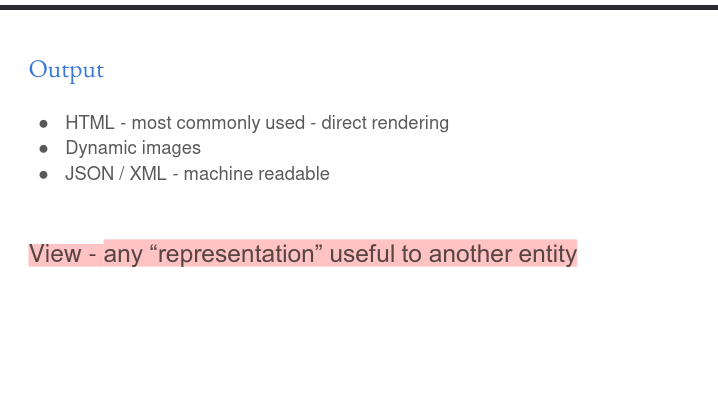 Output
● HTML - most commonly used - direct rendering
● Dynamic images
● JSON / XML - machine readable
View - any “representation” useful to another entity